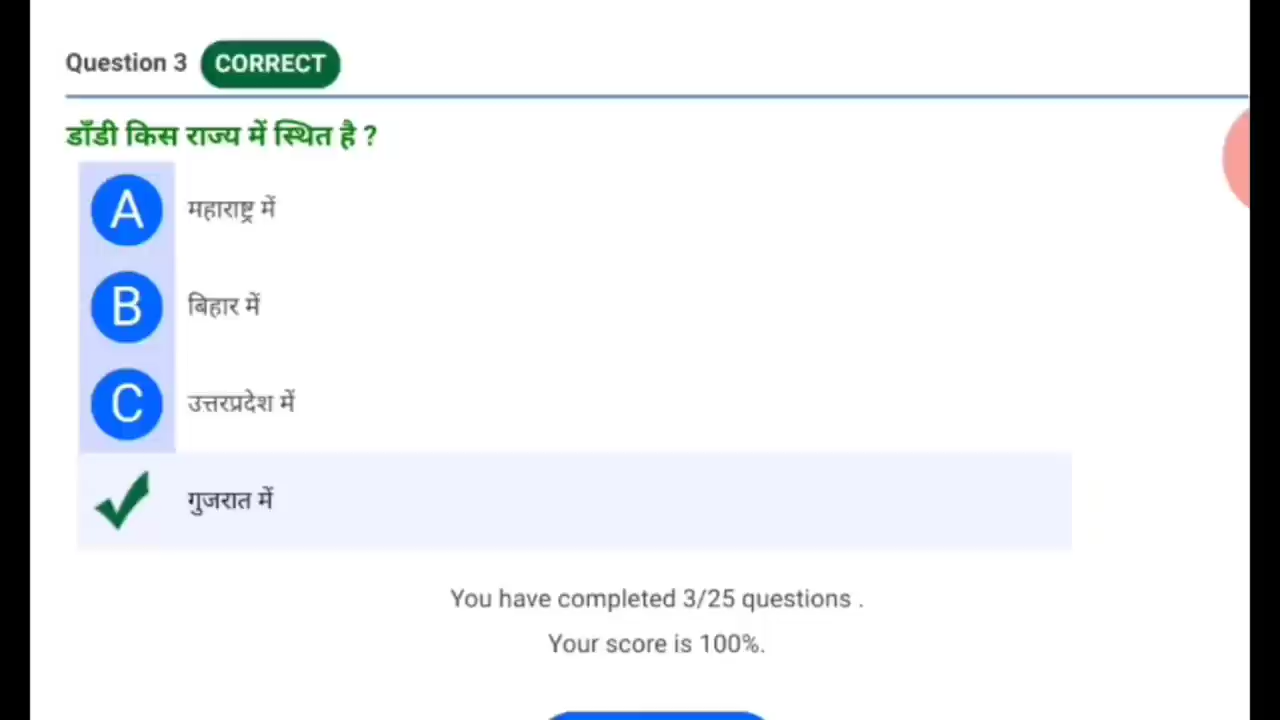 Question 3 CORRECT
डाँडी किस राज्य में स्थित है ?
A महाराष्ट्र में
B बिहार में
C उत्तरप्रदेश में
गुजरात में
You have completed 3/25 questions .
Your score is 100%.